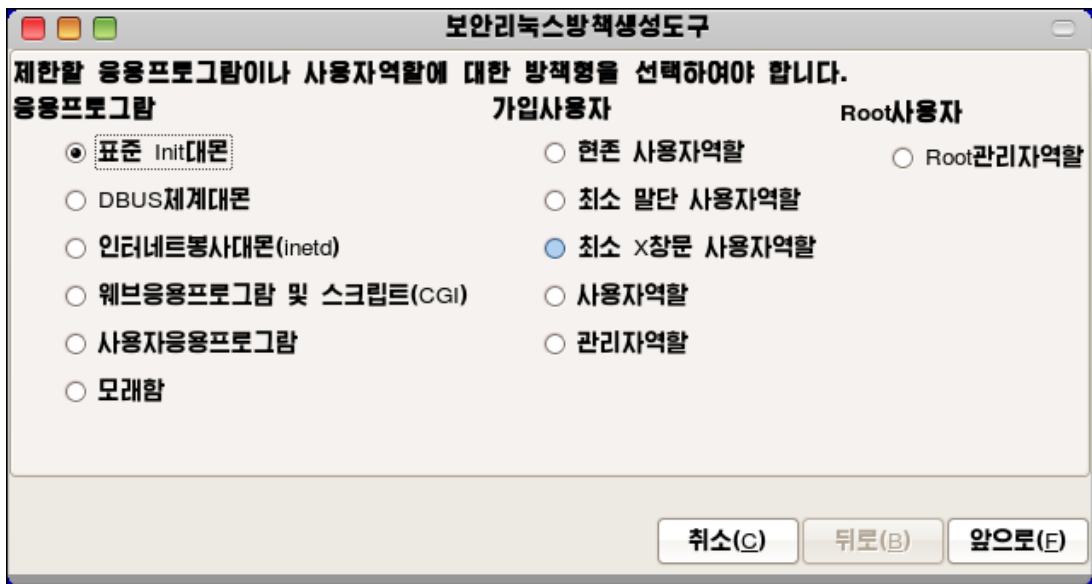 보안리눅스방책생성도구
제한할 응용프로그람이나 사용자역할에 대한 방책형을 선택하여야 합니다.
응용프로그람 가입사용자 Root사용자
표준 Init대몬 현존 사용자역할 Root관리자역할
DBUS체계대몬 최소 말단 사용자역할
인터네트봉사대몬(inetd) 최소 X창문 사용자역할
웨브응용프로그람 및 스크립트(CGI) 사용자역할
사용자응용프로그람 관리자역할
모래함
취소(C) 뒤로(B) 앞으로(F)